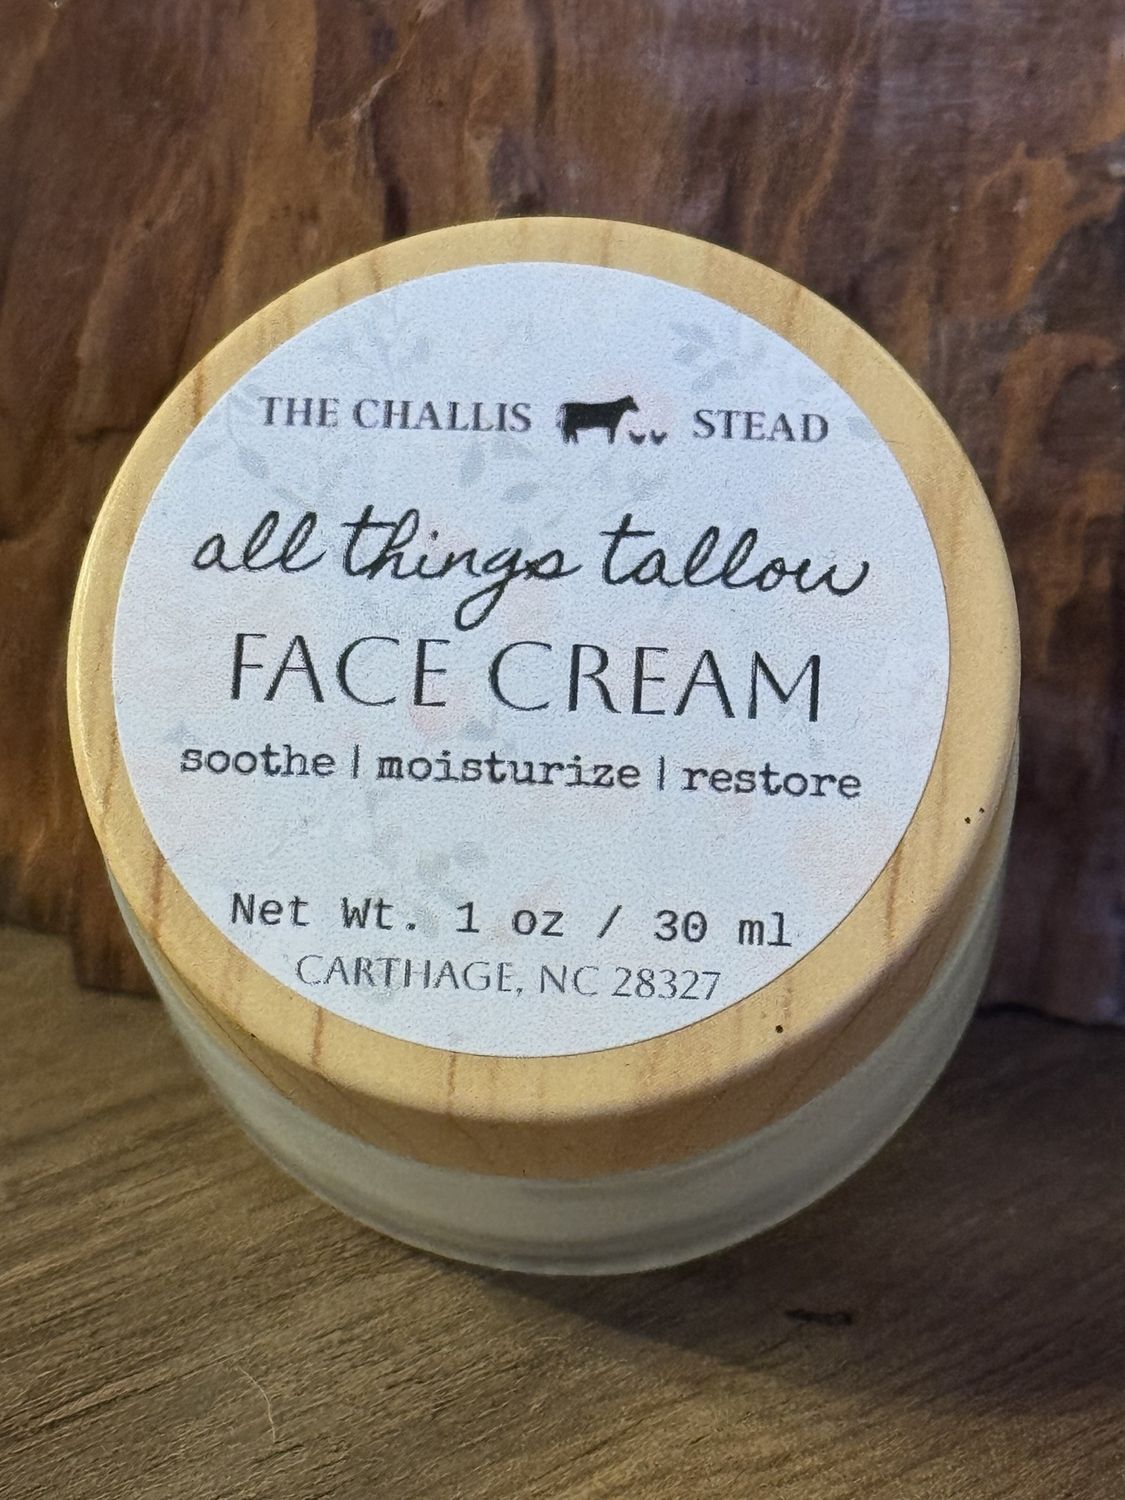 THE CHALLIS STEAD
all things tallow
FACE CREAM
soothe | moisturize | restore
Net Wt. 1 oz / 30 ml
CARTHAGE, NC 28327